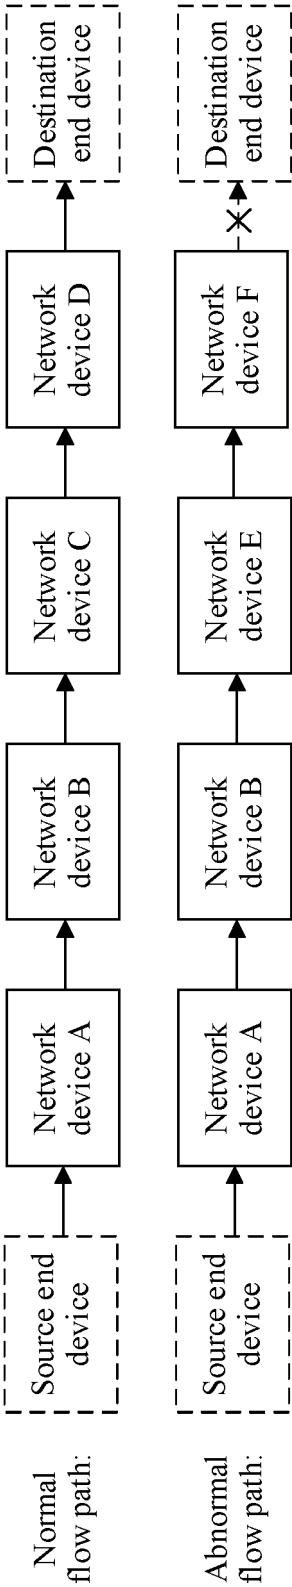 Normal
flow path:
Source end
device
Network
device A
Network
device B
Network
device C
Network
device D
Destination
end device
Abnormal
flow path:
Source end
device
Network
device A
Network
device B
Network
device E
Network
device F
Destination
end device